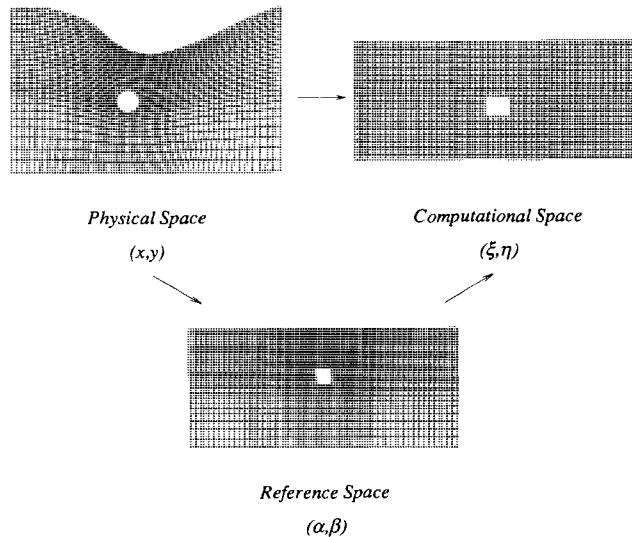 Physical Space
(x,y)
Computational Space
(ξ,η)
Reference Space
(α,β)